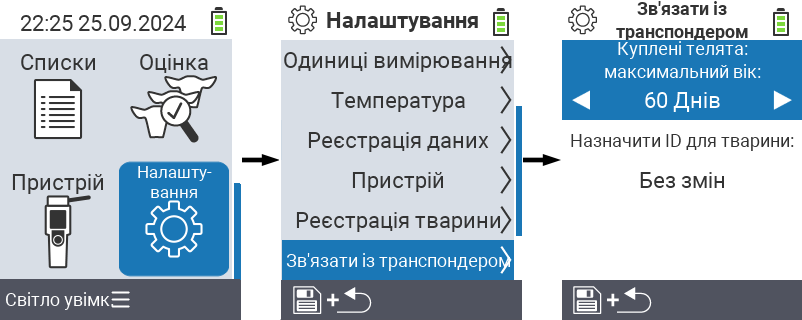 22:25 25.09.2024
Списки
Оцінка
Пристрій
Налашту-
вання
Світло увімк.
Налаштування
Одиниці вимірювання
Температура
Реєстрація даних
Пристрій
Реєстрація тварини
Зв'язати із транспондером
+
Зв'язати із
транспондером
Куплені телята:
максимальний вік:
60 Днів
Назначити ID для тварини:
Без змін
+